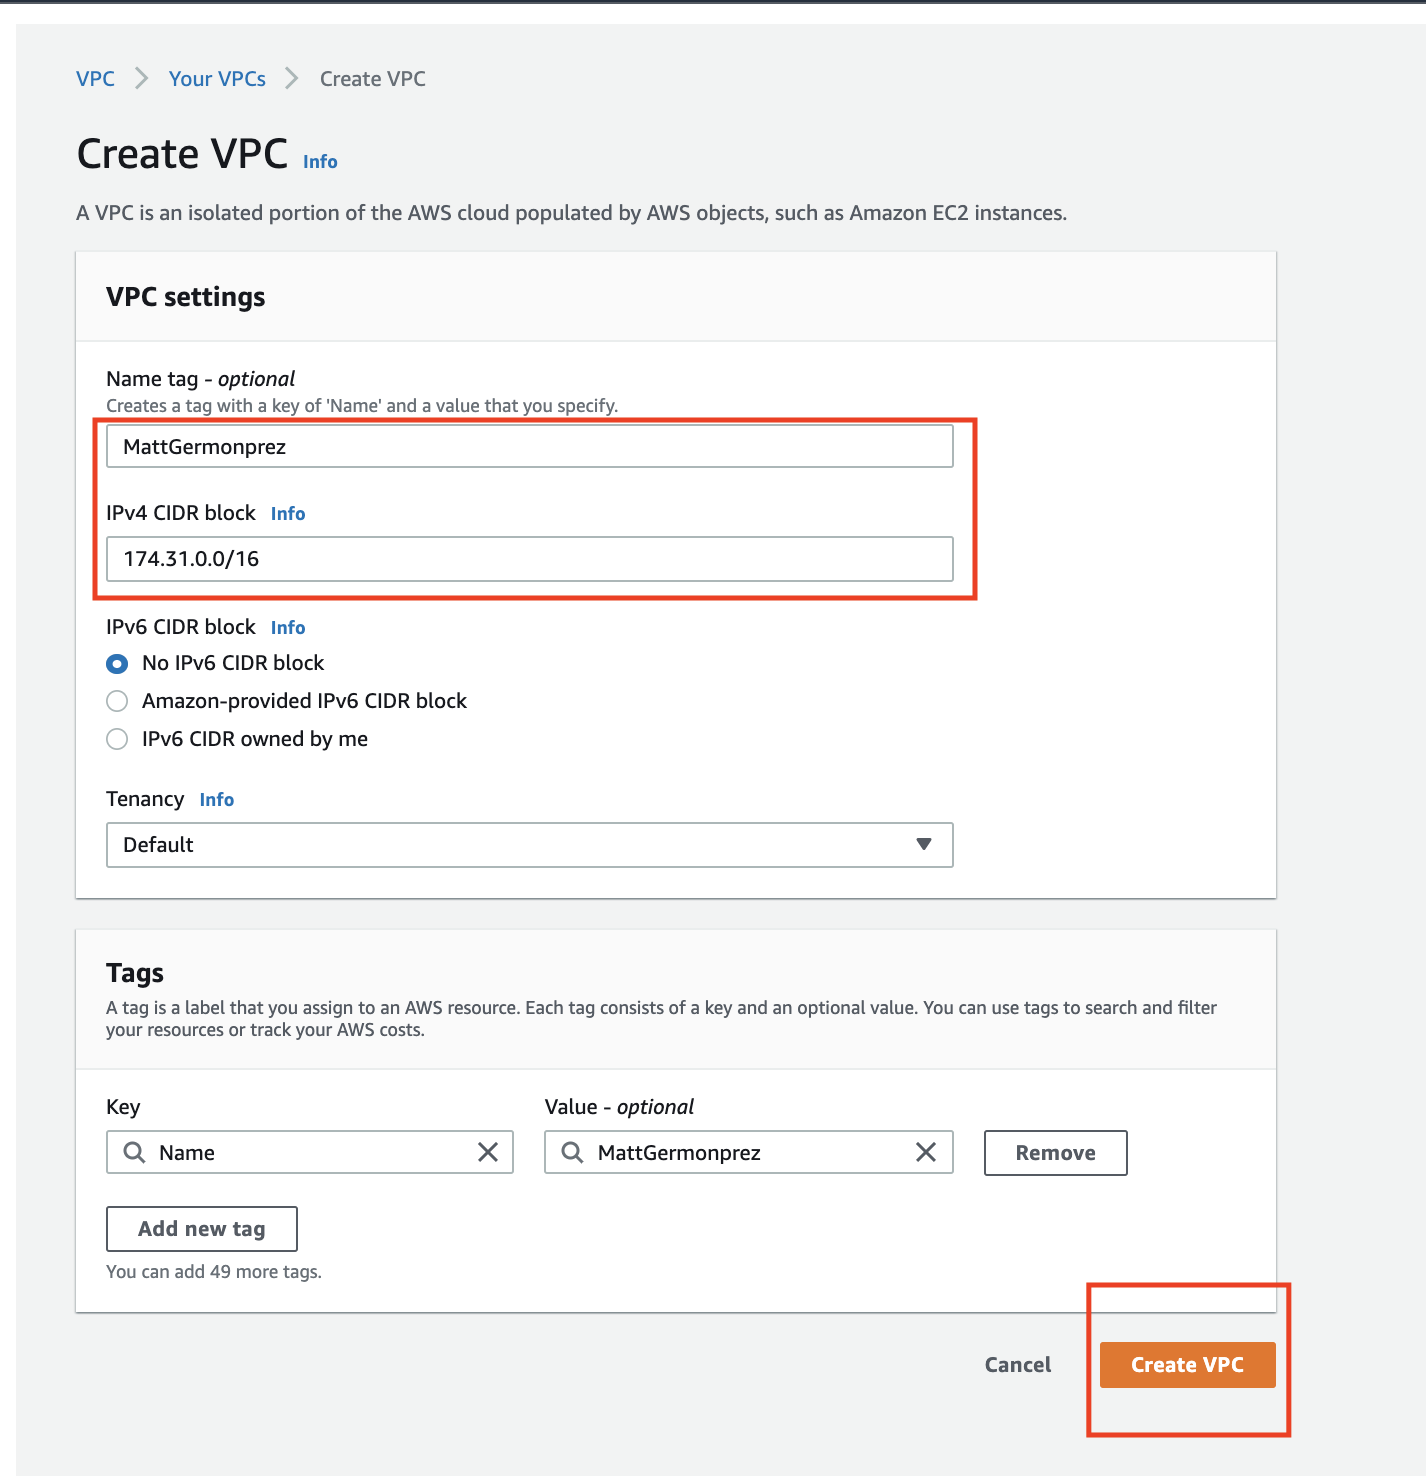 VPC > Your VPCs > Create VPC
Create VPC Info
A VPC is an isolated portion of the AWS cloud populated by AWS objects, such as Amazon EC2 instances.
VPC settings
Name tag - optional
Creates a tag with a key of 'Name' and a value that you specify.
MattGermonprez
IPv4 CIDR block Info
174.31.0.0/16
IPv6 CIDR block Info
No IPv6 CIDR block
Amazon-provided IPv6 CIDR block
IPv6 CIDR owned by me
Tenancy Info
Default
Tags
A tag is a label that you assign to an AWS resource. Each tag consists of a key and an optional value. You can use tags to search and filter
your resources or track your AWS costs.
Key Value - optional
Name MattGermonprez Remove
Add new tag
You can add 49 more tags.
Cancel Create VPC